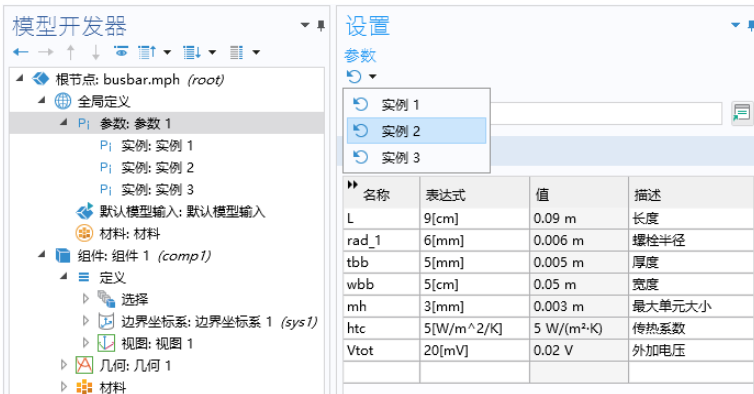 模型开发器
根节点: busbar.mph (root)
全局定义
Pi 参数: 参数 1
Pi 实例: 实例 1
Pi 实例: 实例 2
Pi 实例: 实例 3
默认模型输入: 默认模型输入
材料: 材料
组件: 组件 1 (comp1)
定义
选择
边界坐标系: 边界坐标系 1 (sys1)
视图: 视图 1
几何: 几何 1
材料
设置
参数
实例 1
实例 2
实例 3
名称 表达式 值 描述
L 9[cm] 0.09 m 长度
rad_1 6[mm] 0.006 m 螺栓半径
tbb 5[mm] 0.005 m 厚度
wbb 5[cm] 0.05 m 宽度
mh 3[mm] 0.003 m 最大单元大小
htc 5[W/m^2/K] 5 W/(m²·K) 传热系数
Vtot 20[mV] 0.02 V 外加电压